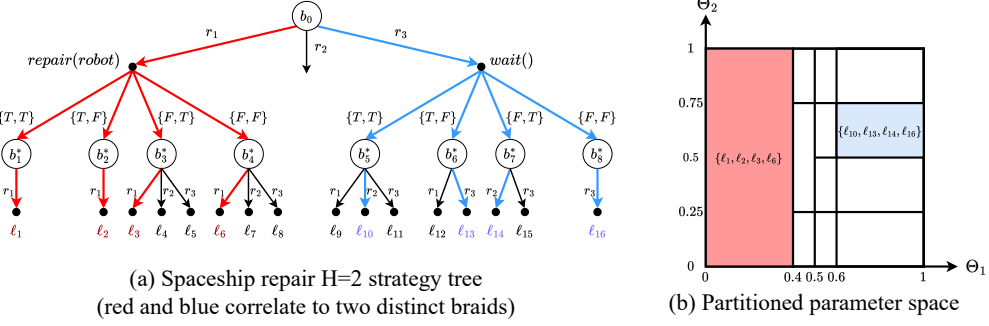 b₀
r₁
r₂
r₃
repair(robot)
wait()
{T,T} {T,F} {F,T} {F,F} {T,T} {T,F} {F,T} {F,F}
b₁* b₂* b₃* b₄* b₅* b₆* b₇* b₈*
r₁ r₁ r₁ r₂ r₃ r₁ r₂ r₃ r₁ r₂ r₃ r₁ r₃ r₂ r₃ r₃
ℓ₁ ℓ₂ ℓ₃ ℓ₄ ℓ₅ ℓ₆ ℓ₇ ℓ₈ ℓ₉ ℓ₁₀ ℓ₁₁ ℓ₁₂ ℓ₁₃ ℓ₁₄ ℓ₁₅ ℓ₁₆
(a) Spaceship repair H=2 strategy tree
(red and blue correlate to two distinct braids)
Θ₂
1
0.75
0.5
0.25
0
{ℓ₁,ℓ₂,ℓ₃,ℓ₆}
{ℓ₁₀,ℓ₁₃,ℓ₁₄,ℓ₁₆}
0 0.4 0.5 0.6 1
Θ₁
(b) Partitioned parameter space